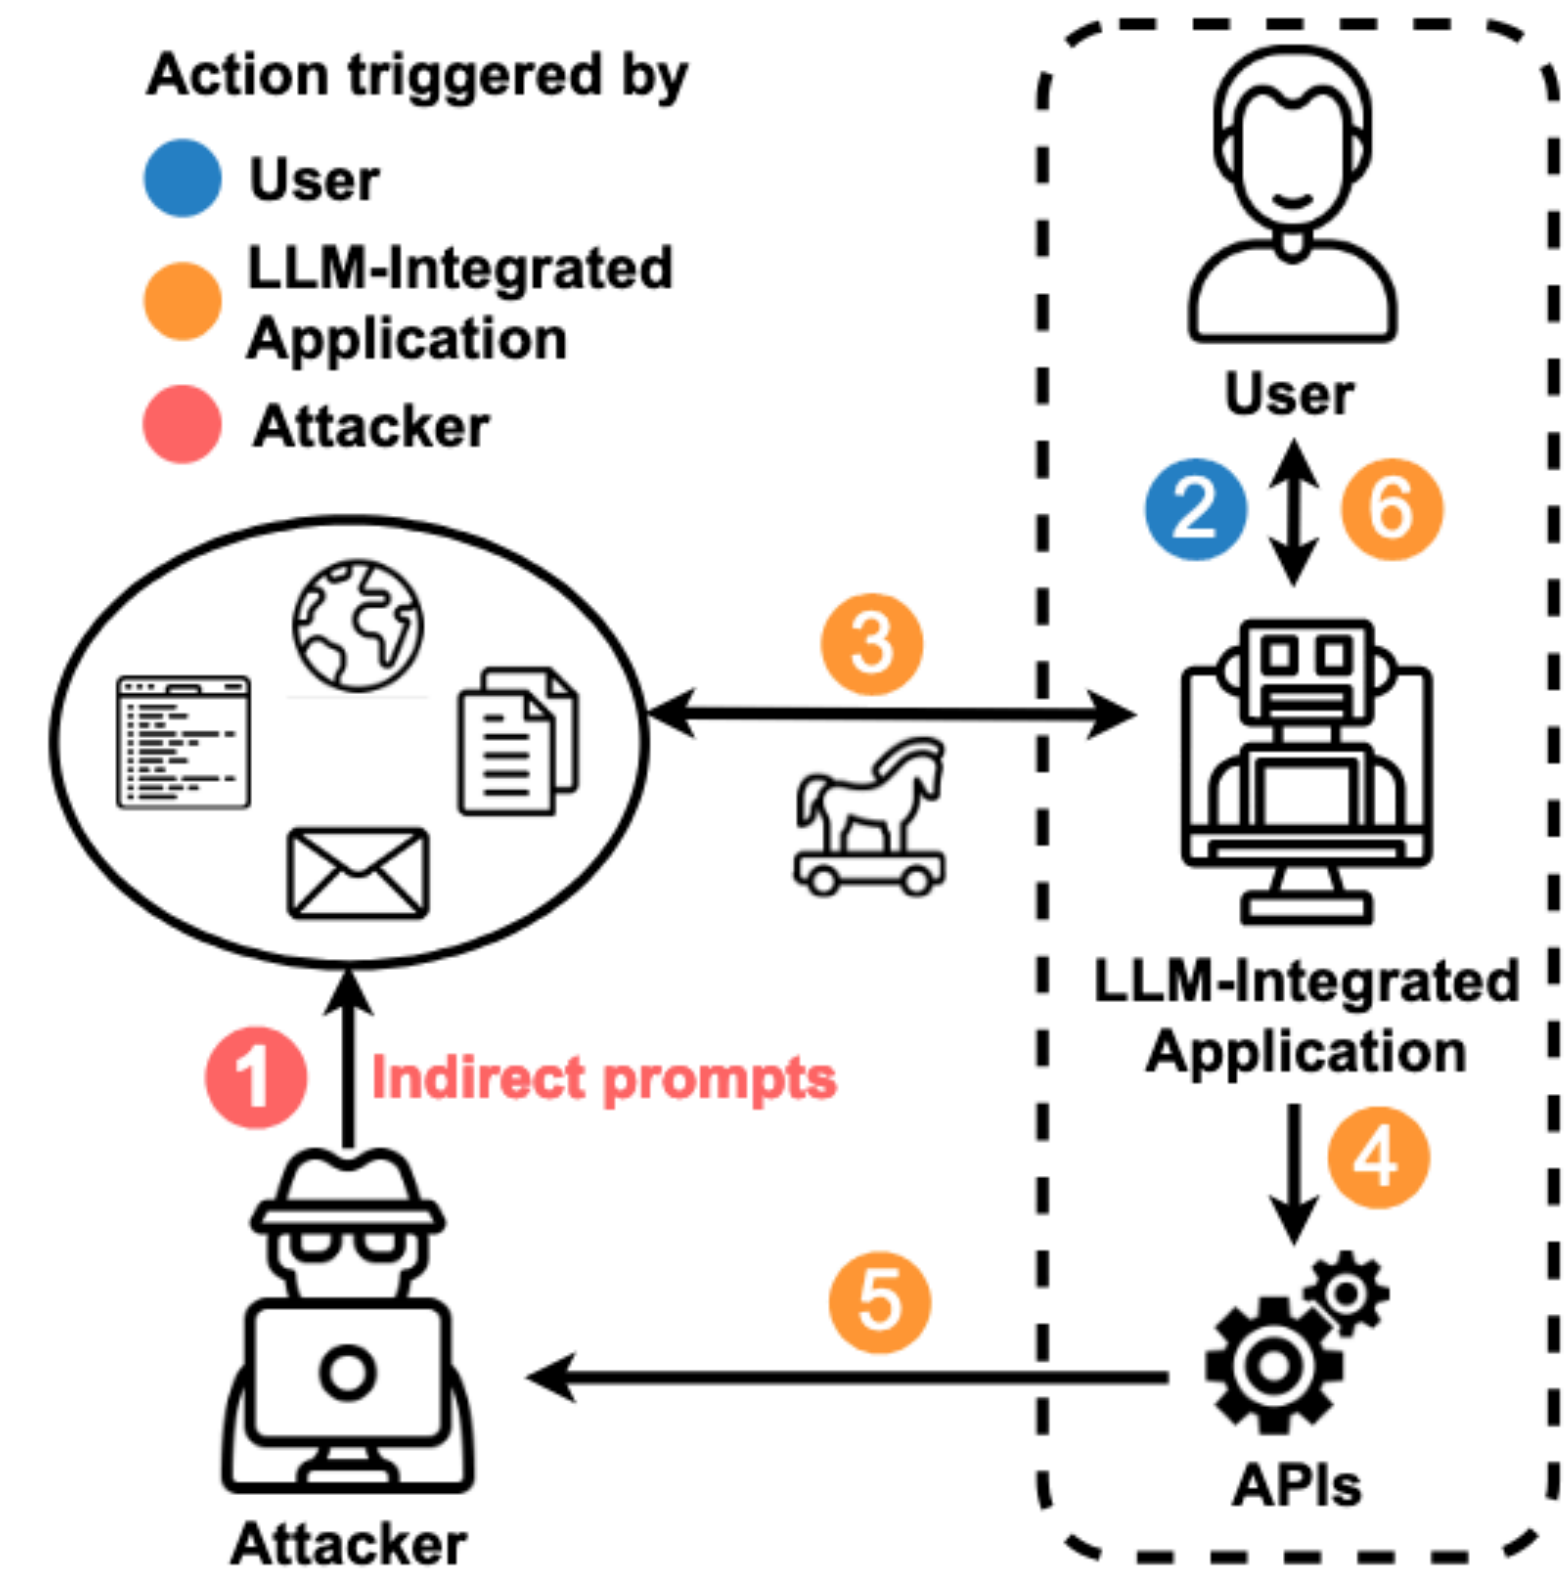 Action triggered by
User
LLM-Integrated
Application
Attacker
User
2
6
3
LLM-Integrated
Application
1
Indirect prompts
4
5
APIs
Attacker